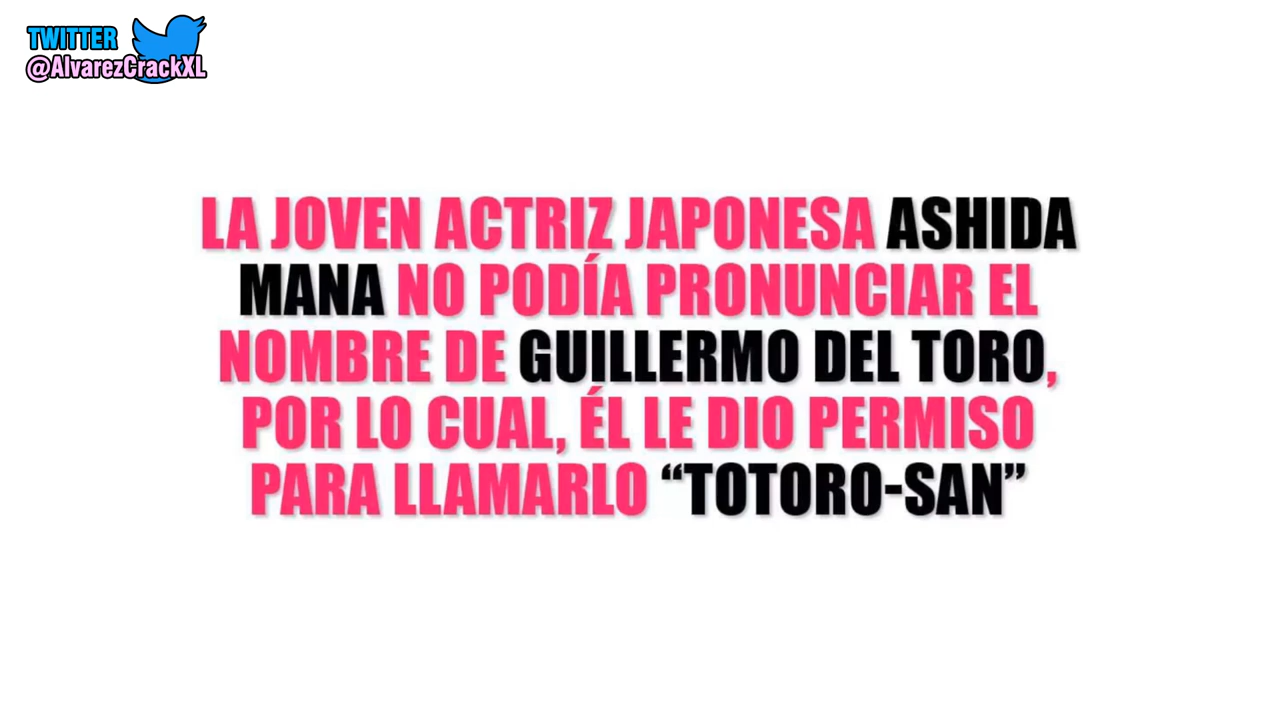 TWITTER
@AlvarezCrackXL
LA JOVEN ACTRIZ JAPONESA ASHIDA
MANA NO PODÍA PRONUNCIAR EL
NOMBRE DE GUILLERMO DEL TORO,
POR LO CUAL, ÉL LE DIO PERMISO
PARA LLAMARLO “TOTORO-SAN”